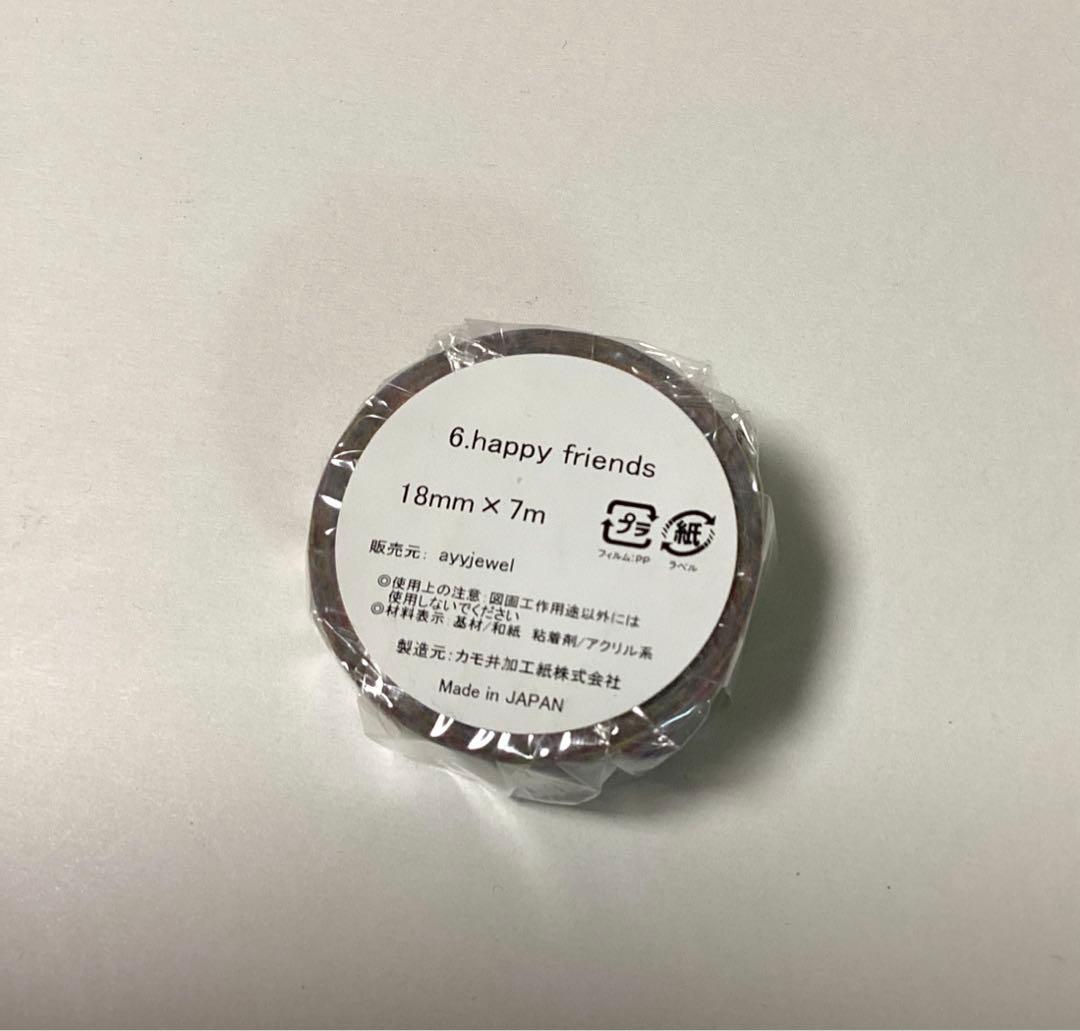 6.happy friends
18mm×7m
プラ 紙
フィルム:PP ラベル
販売元: ayyjewel
◎使用上の注意:図画工作用途以外には
使用しないでください
◎材料表示:基材/和紙 粘着剤/アクリル系
製造元:カモ井加工紙株式会社
Made in JAPAN